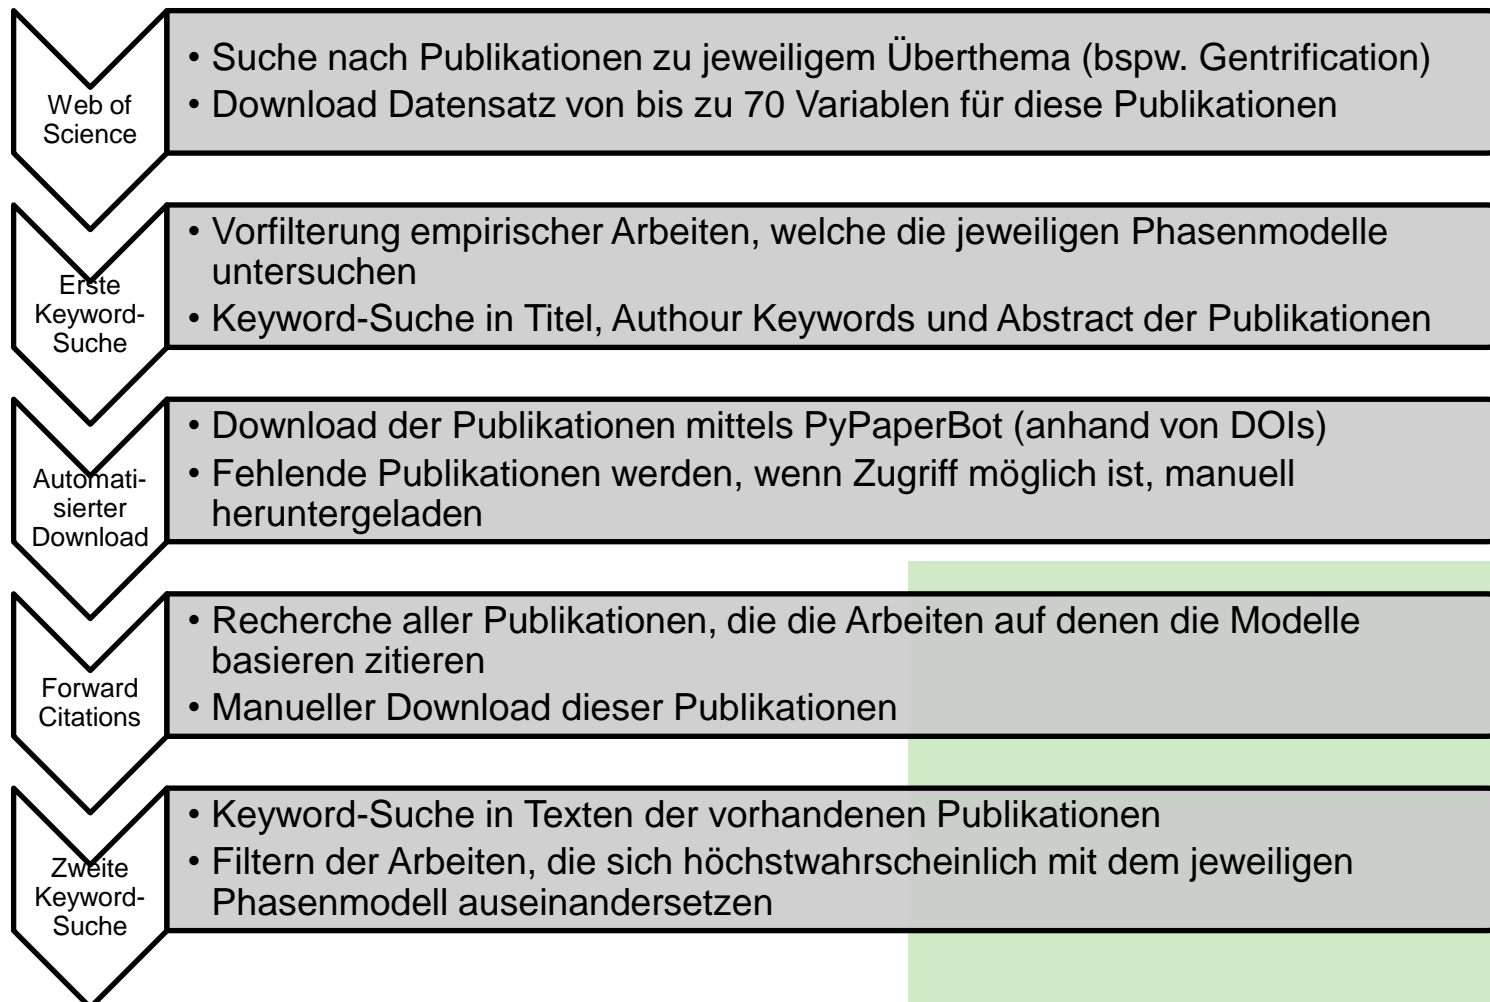 Web of
Science
• Suche nach Publikationen zu jeweiligem Überthema (bspw. Gentrification)
• Download Datensatz von bis zu 70 Variablen für diese Publikationen
Erste
Keyword-
Suche
• Vorfilterung empirischer Arbeiten, welche die jeweiligen Phasenmodelle
untersuchen
• Keyword-Suche in Titel, Authour Keywords und Abstract der Publikationen
Automati-
sierter
Download
• Download der Publikationen mittels PyPaperBot (anhand von DOIs)
• Fehlende Publikationen werden, wenn Zugriff möglich ist, manuell
heruntergeladen
Forward
Citations
• Recherche aller Publikationen, die die Arbeiten auf denen die Modelle
basieren zitieren
• Manueller Download dieser Publikationen
Zweite
Keyword-
Suche
• Keyword-Suche in Texten der vorhandenen Publikationen
• Filtern der Arbeiten, die sich höchstwahrscheinlich mit dem jeweiligen
Phasenmodell auseinandersetzen